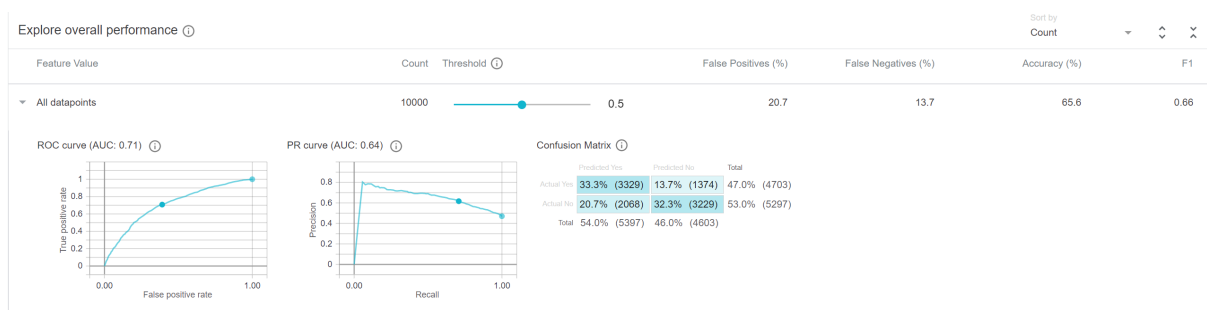 Explore overall performance
Sort by
Count
Feature Value Count Threshold False Positives (%) False Negatives (%) Accuracy (%) F1
All datapoints 10000 0.5 20.7 13.7 65.6 0.66
ROC curve (AUC: 0.71)
1
0.8
0.6
0.4
0.2
0
True positive rate
0.00 1.00
False positive rate
PR curve (AUC: 0.64)
0.8
0.6
0.4
0.2
0
Precision
0.00 1.00
Recall
Confusion Matrix
Predicted Yes Predicted No Total
Actual Yes 33.3% (3329) 13.7% (1374) 47.0% (4703)
Actual No 20.7% (2068) 32.3% (3229) 53.0% (5297)
Total 54.0% (5397) 46.0% (4603)